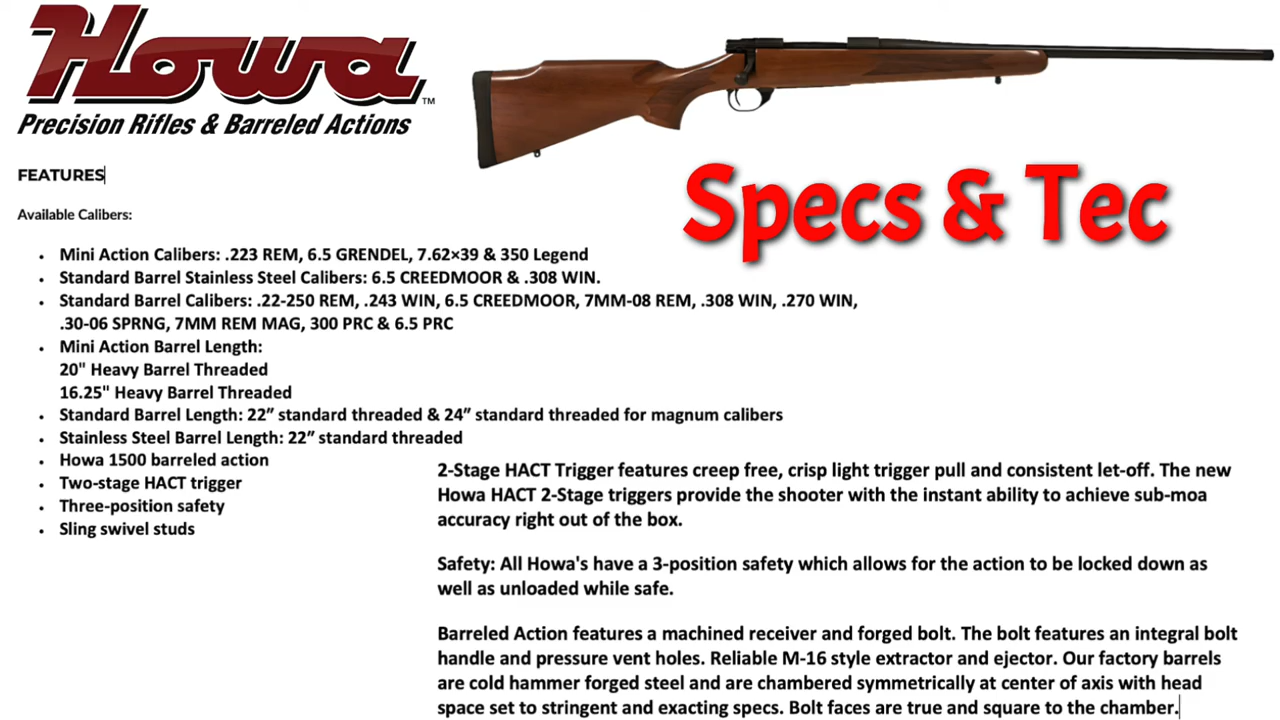 Howa™
Precision Rifles & Barreled Actions
Specs & Tec
FEATURES
Available Calibers:
• Mini Action Calibers: .223 REM, 6.5 GRENDEL, 7.62×39 & 350 Legend
• Standard Barrel Stainless Steel Calibers: 6.5 CREEDMOOR & .308 WIN.
• Standard Barrel Calibers: .22-250 REM, .243 WIN, 6.5 CREEDMOOR, 7MM-08 REM, .308 WIN, .270 WIN,
.30-06 SPRNG, 7MM REM MAG, 300 PRC & 6.5 PRC
• Mini Action Barrel Length:
20" Heavy Barrel Threaded
16.25" Heavy Barrel Threaded
• Standard Barrel Length: 22” standard threaded & 24” standard threaded for magnum calibers
• Stainless Steel Barrel Length: 22” standard threaded
• Howa 1500 barreled action
• Two-stage HACT trigger
• Three-position safety
• Sling swivel studs
2-Stage HACT Trigger features creep free, crisp light trigger pull and consistent let-off. The new
Howa HACT 2-Stage triggers provide the shooter with the instant ability to achieve sub-moa
accuracy right out of the box.
Safety: All Howa's have a 3-position safety which allows for the action to be locked down as
well as unloaded while safe.
Barreled Action features a machined receiver and forged bolt. The bolt features an integral bolt
handle and pressure vent holes. Reliable M-16 style extractor and ejector. Our factory barrels
are cold hammer forged steel and are chambered symmetrically at center of axis with head
space set to stringent and exacting specs. Bolt faces are true and square to the chamber.